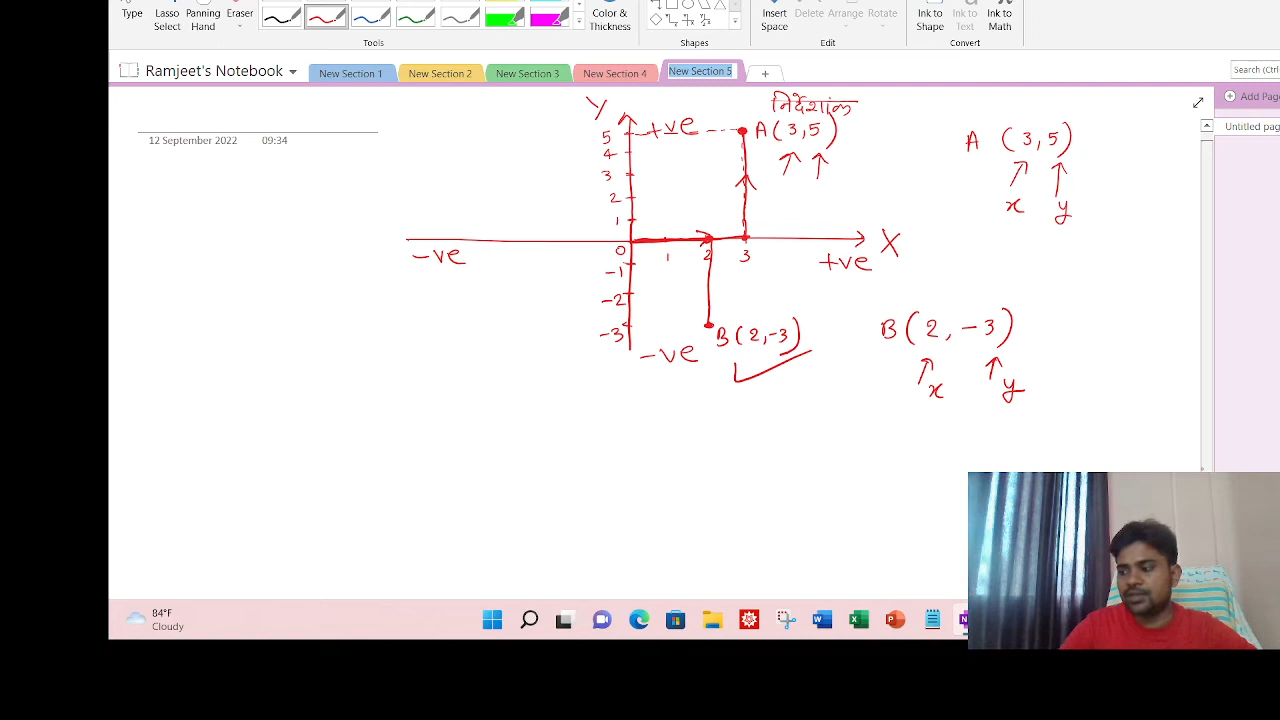 Type
Lasso Select
Panning Hand
Eraser
Color & Thickness
Insert Space
Delete
Arrange
Rotate
Ink to Shape
Ink to Text
Ink to Math
Tools
Shapes
Edit
Convert
Ramjeet's Notebook
New Section 1
New Section 2
New Section 3
New Section 4
New Section 5
+
Search (Ctrl
Add Page
Untitled pag
12 September 2022 09:34
Y
निर्देशांक
+ve
A (3,5)
A (3,5)
x y
5
4
3
2
1
0
1 2 3
X
-ve
+ve
-1
-2
-3
-ve
B (2,-3)
B (2, -3)
x y
84°F
Cloudy